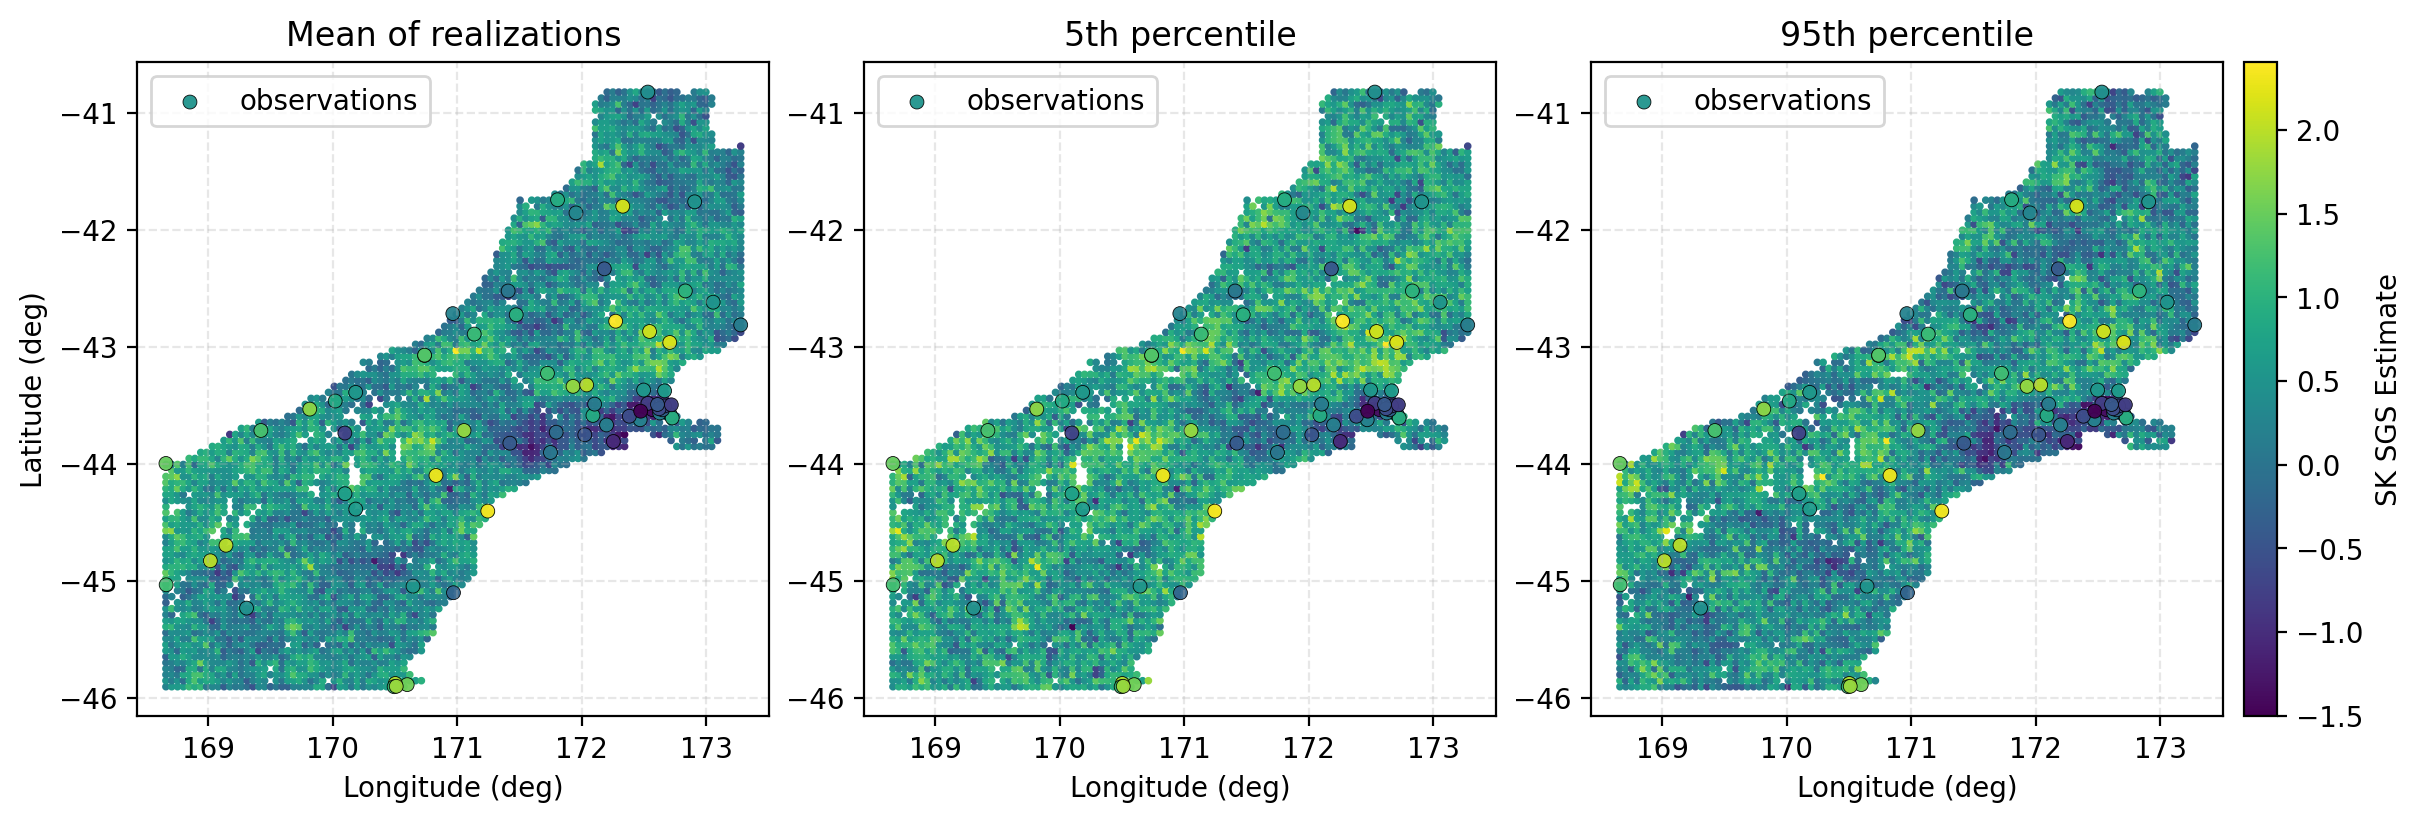 Mean of realizations
5th percentile
95th percentile
observations
observations
observations
Latitude (deg)
−41
−42
−43
−44
−45
−46
−41
−42
−43
−44
−45
−46
−41
−42
−43
−44
−45
−46
169 170 171 172 173
169 170 171 172 173
169 170 171 172 173
Longitude (deg)
Longitude (deg)
Longitude (deg)
2.0
1.5
1.0
0.5
0.0
−0.5
−1.0
−1.5
SK SGS Estimate